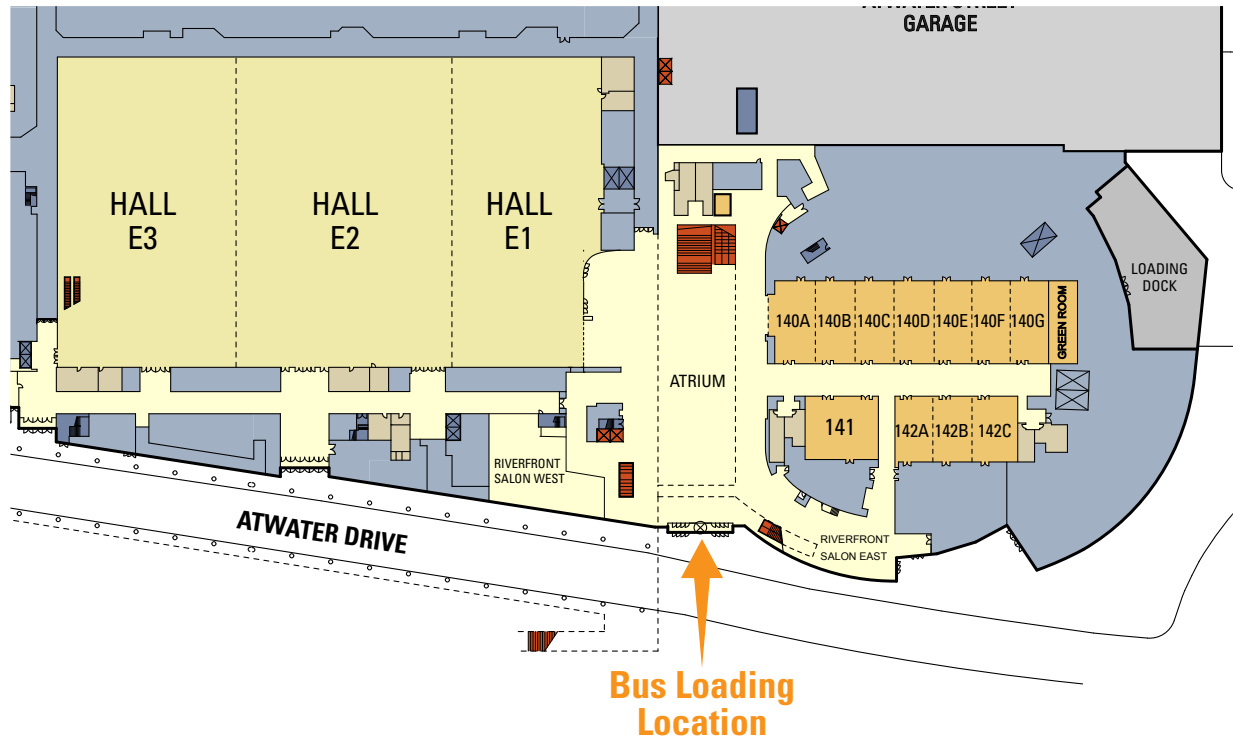 GARAGE
HALL
E3
HALL
E2
HALL
E1
LOADING
DOCK
140A
140B
140C
140D
140E
140F
140G
GREEN ROOM
ATRIUM
141
142A
142B
142C
RIVERFRONT
SALON WEST
ATWATER DRIVE
RIVERFRONT
SALON EAST
Bus Loading
Location